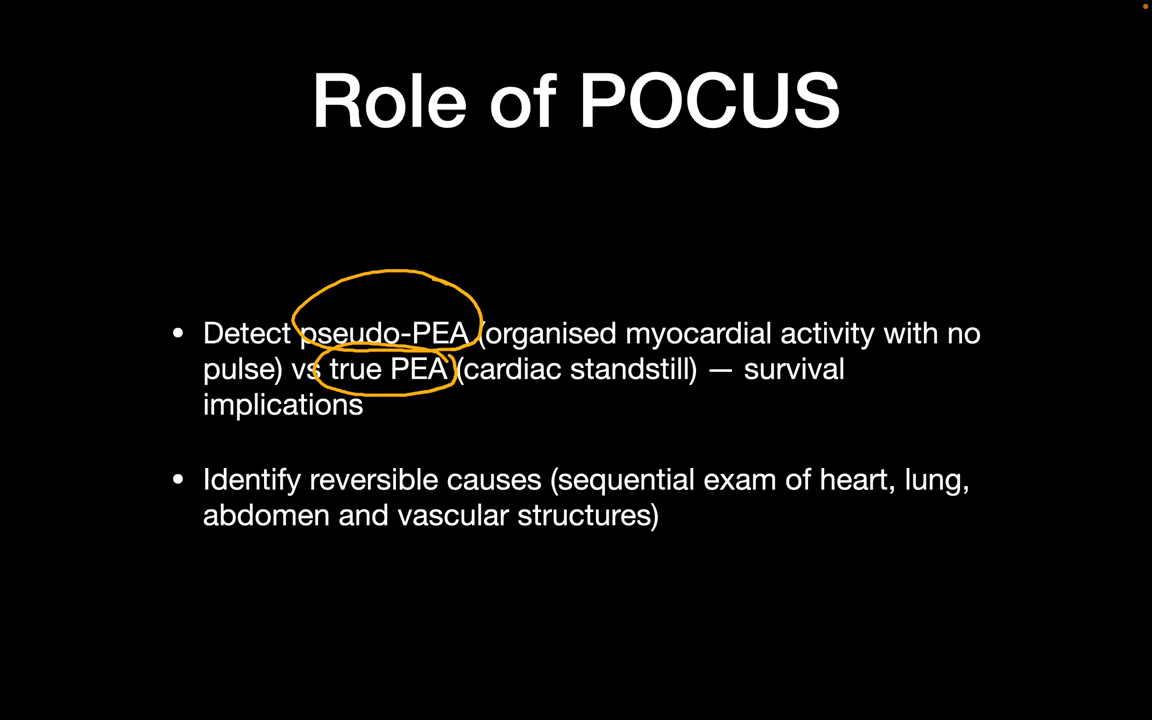 Role of POCUS
• Detect pseudo-PEA (organised myocardial activity with no
pulse) vs true PEA (cardiac standstill) — survival
implications
• Identify reversible causes (sequential exam of heart, lung,
abdomen and vascular structures)